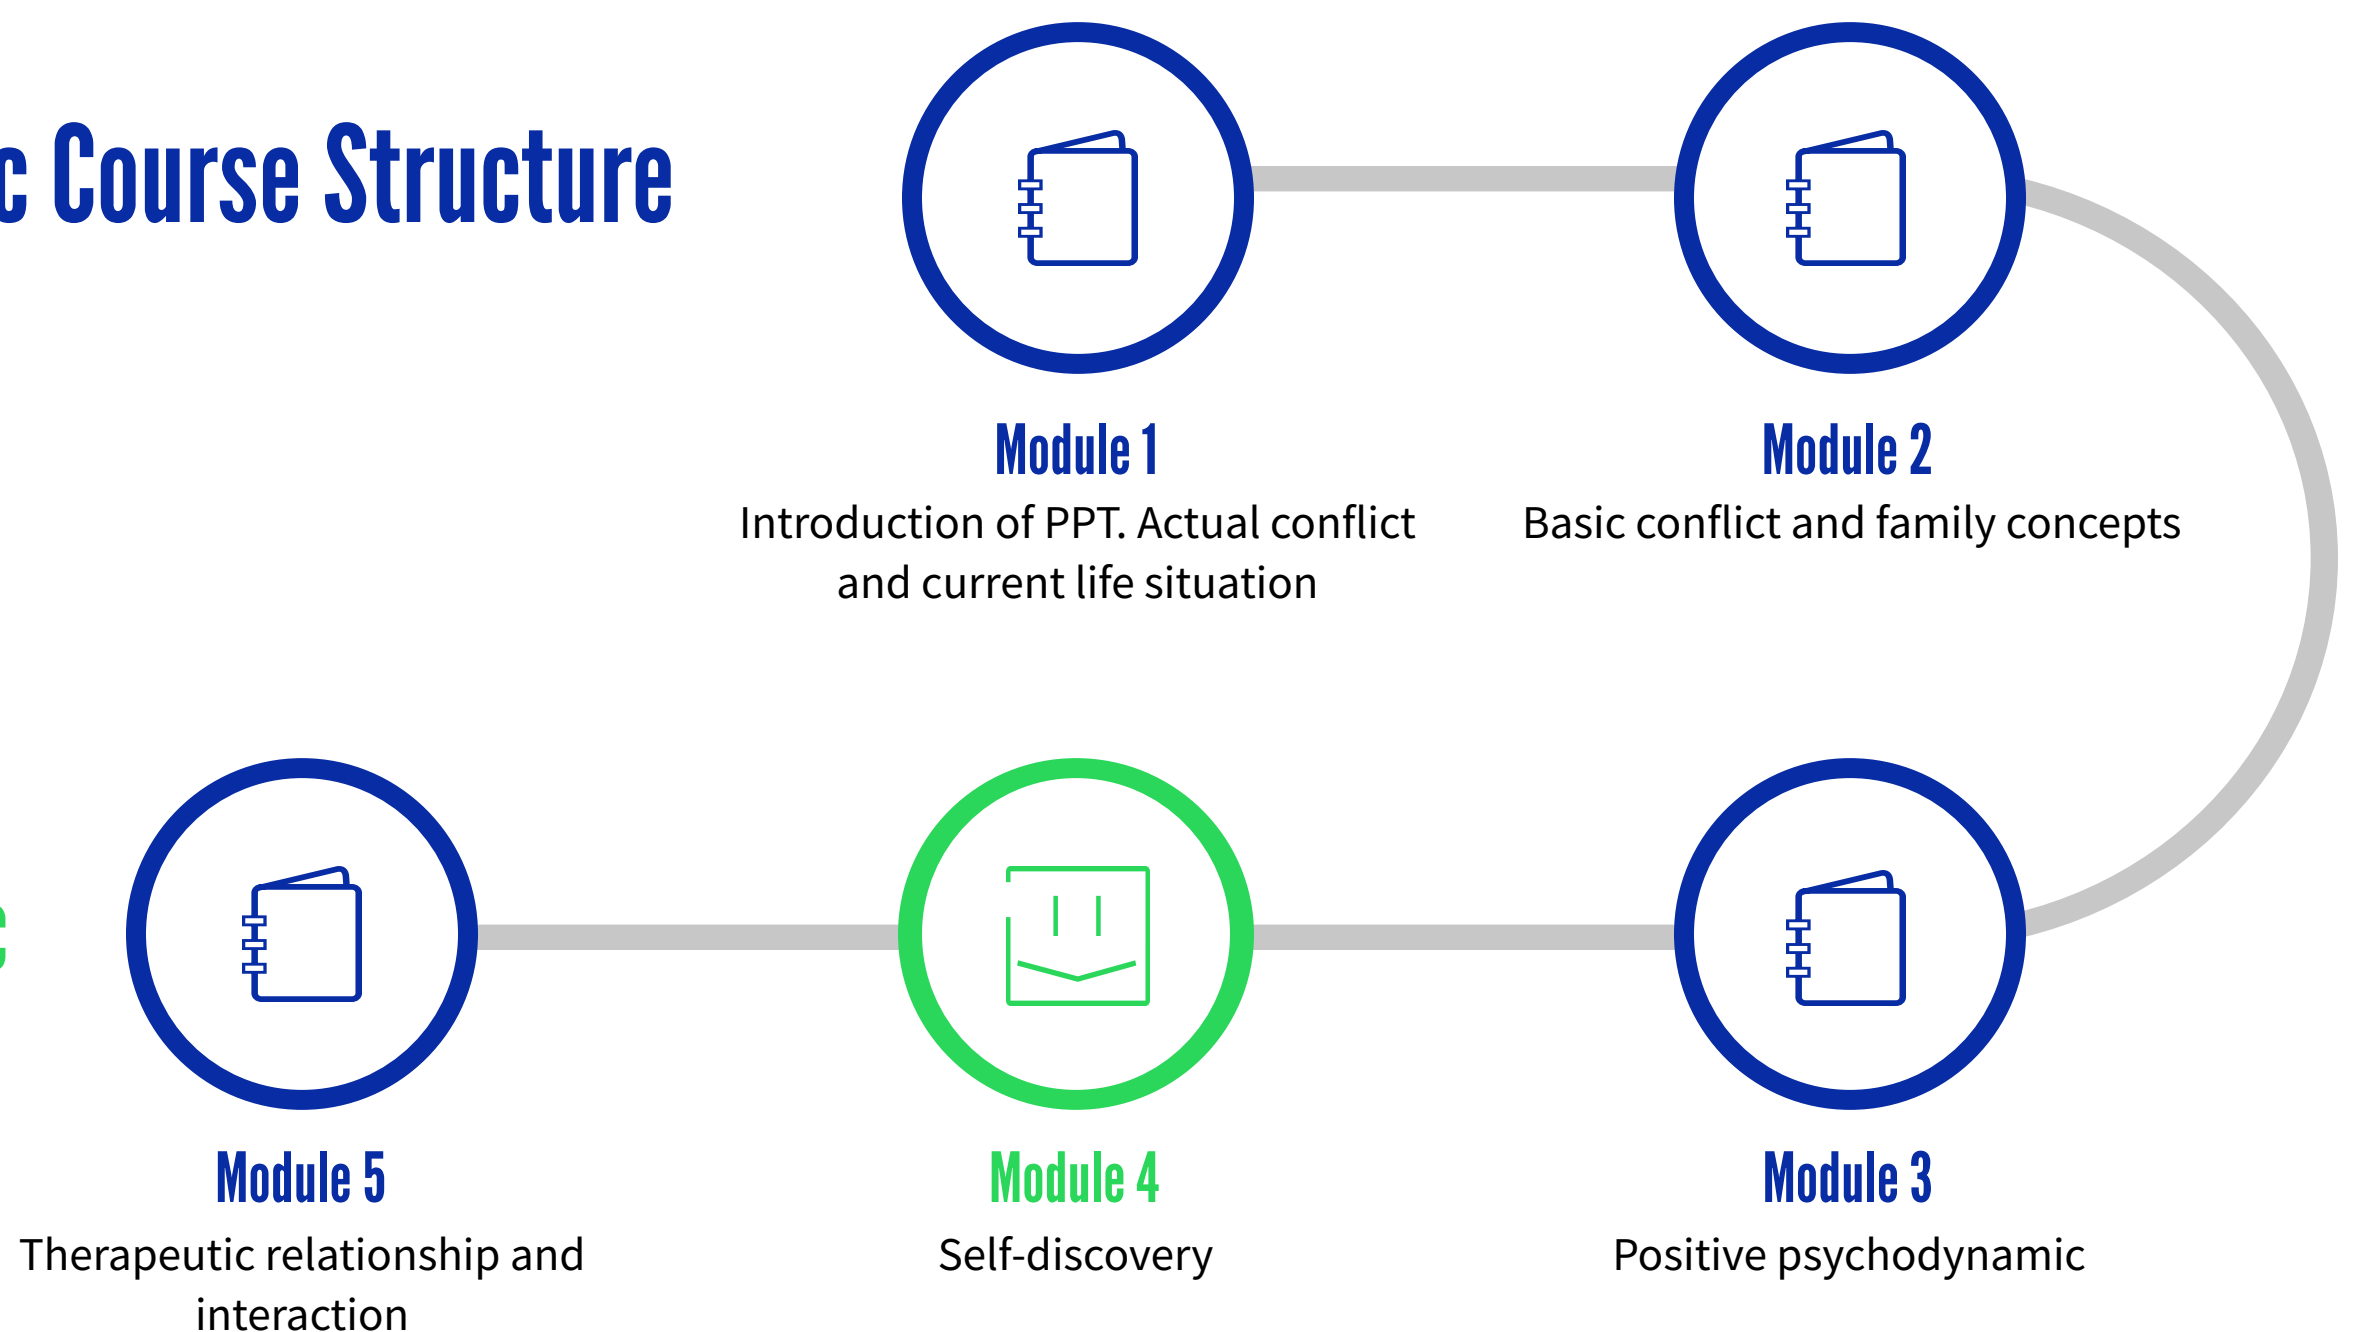 c Course Structure
Module 1
Introduction of PPT. Actual conflict
and current life situation
Module 2
Basic conflict and family concepts
Module 5
Therapeutic relationship and
interaction
Module 4
Self-discovery
Module 3
Positive psychodynamic